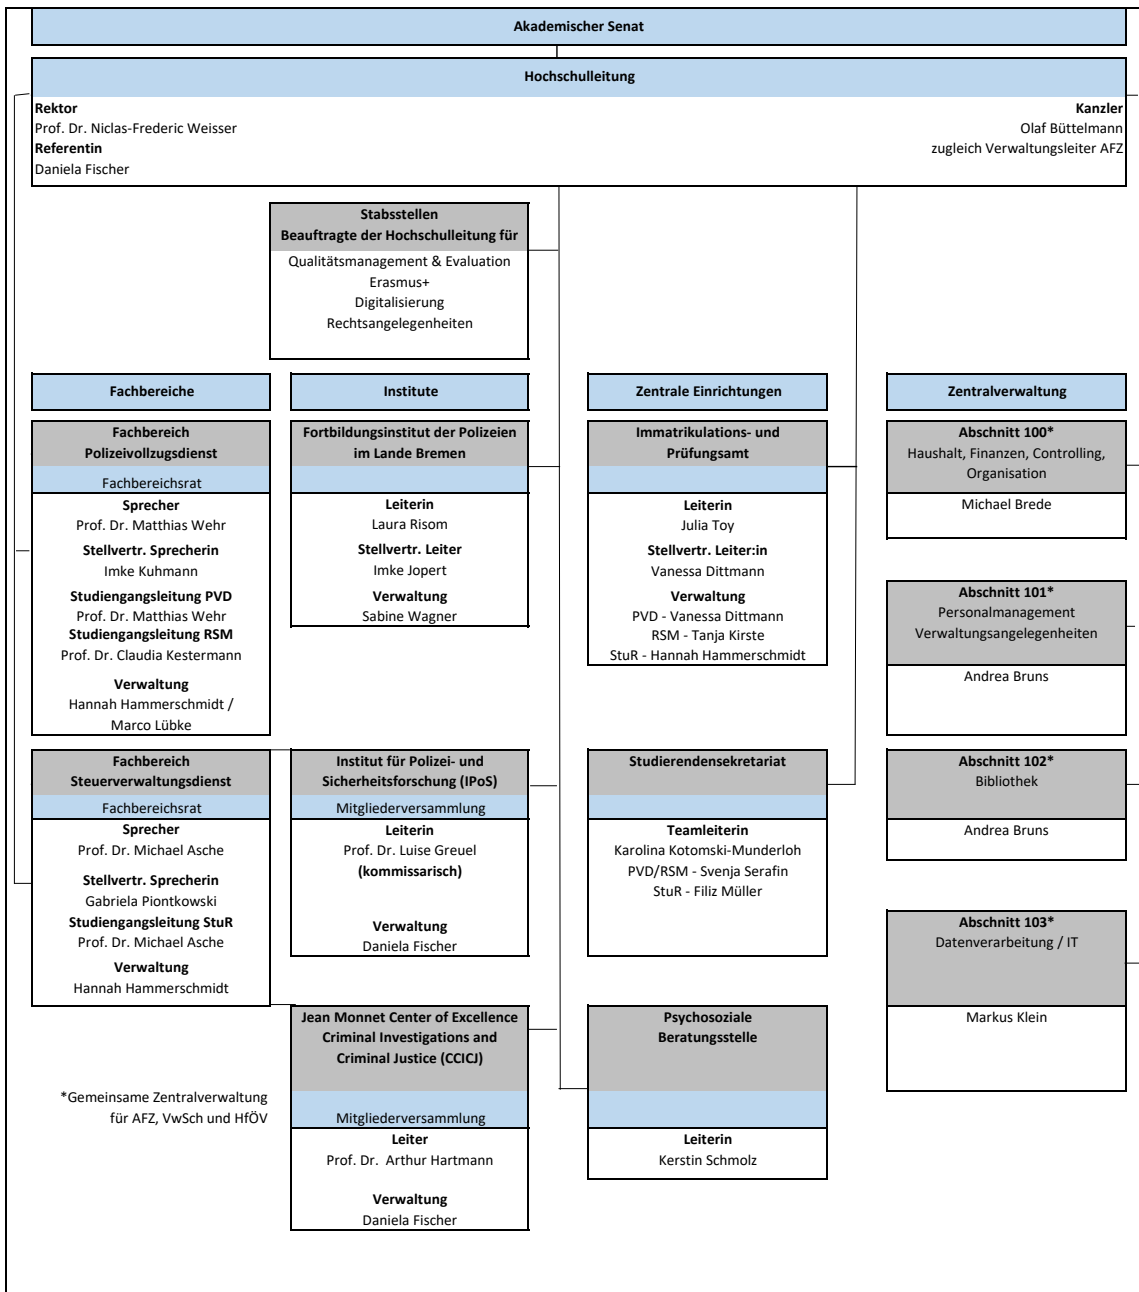 Akademischer Senat
Hochschulleitung
Rektor
Prof. Dr. Niclas-Frederic Weisser
Referentin
Daniela Fischer
Kanzler
Olaf Büttelmann
zugleich Verwaltungsleiter AFZ
Stabsstellen
Beauftragte der Hochschulleitung für
Qualitätsmanagement & Evaluation
Erasmus+
Digitalisierung
Rechtsangelegenheiten
Fachbereiche
Fachbereich
Polizeivollzugsdienst
Fachbereichsrat
Sprecher
Prof. Dr. Matthias Wehr
Stellvertr. Sprecherin
Imke Kuhmann
Studiengangsleitung PVD
Prof. Dr. Matthias Wehr
Studiengangsleitung RSM
Prof. Dr. Claudia Kestermann
Verwaltung
Hannah Hammerschmidt /
Marco Lübke
Fachbereich
Steuerverwaltungsdienst
Fachbereichsrat
Sprecher
Prof. Dr. Michael Asche
Stellvertr. Sprecherin
Gabriela Piontkowski
Studiengangsleitung StuR
Prof. Dr. Michael Asche
Verwaltung
Hannah Hammerschmidt
*Gemeinsame Zentralverwaltung
für AFZ, VwSch und HfÖV
Institute
Fortbildungsinstitut der Polizeien
im Lande Bremen
Leiterin
Laura Risom
Stellvertr. Leiter
Imke Jopert
Verwaltung
Sabine Wagner
Institut für Polizei- und
Sicherheitsforschung (IPoS)
Mitgliederversammlung
Leiterin
Prof. Dr. Luise Greuel
(kommissarisch)
Verwaltung
Daniela Fischer
Jean Monnet Center of Excellence
Criminal Investigations and
Criminal Justice (CCICJ)
Mitgliederversammlung
Leiter
Prof. Dr. Arthur Hartmann
Verwaltung
Daniela Fischer
Zentrale Einrichtungen
Immatrikulations- und
Prüfungsamt
Leiterin
Julia Toy
Stellvertr. Leiter:in
Vanessa Dittmann
Verwaltung
PVD - Vanessa Dittmann
RSM - Tanja Kirste
StuR - Hannah Hammerschmidt
Studierendensekretariat
Teamleiterin
Karolina Kotomski-Munderloh
PVD/RSM - Svenja Serafin
StuR - Filiz Müller
Psychosoziale
Beratungsstelle
Leiterin
Kerstin Schmolz
Zentralverwaltung
Abschnitt 100*
Haushalt, Finanzen, Controlling,
Organisation
Michael Brede
Abschnitt 101*
Personalmanagement
Verwaltungsangelegenheiten
Andrea Bruns
Abschnitt 102*
Bibliothek
Andrea Bruns
Abschnitt 103*
Datenverarbeitung / IT
Markus Klein